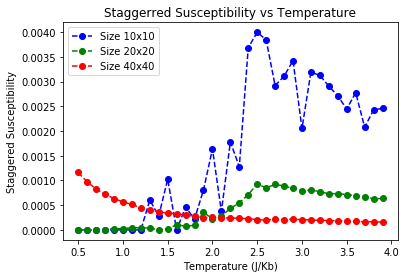 Staggerred Susceptibility vs Temperature
Size 10x10
Size 20x20
Size 40x40
Staggered Susceptibility
0.0040
0.0035
0.0030
0.0025
0.0020
0.0015
0.0010
0.0005
0.0000
0.5 1.0 1.5 2.0 2.5 3.0 3.5 4.0
Temperature (J/Kb)